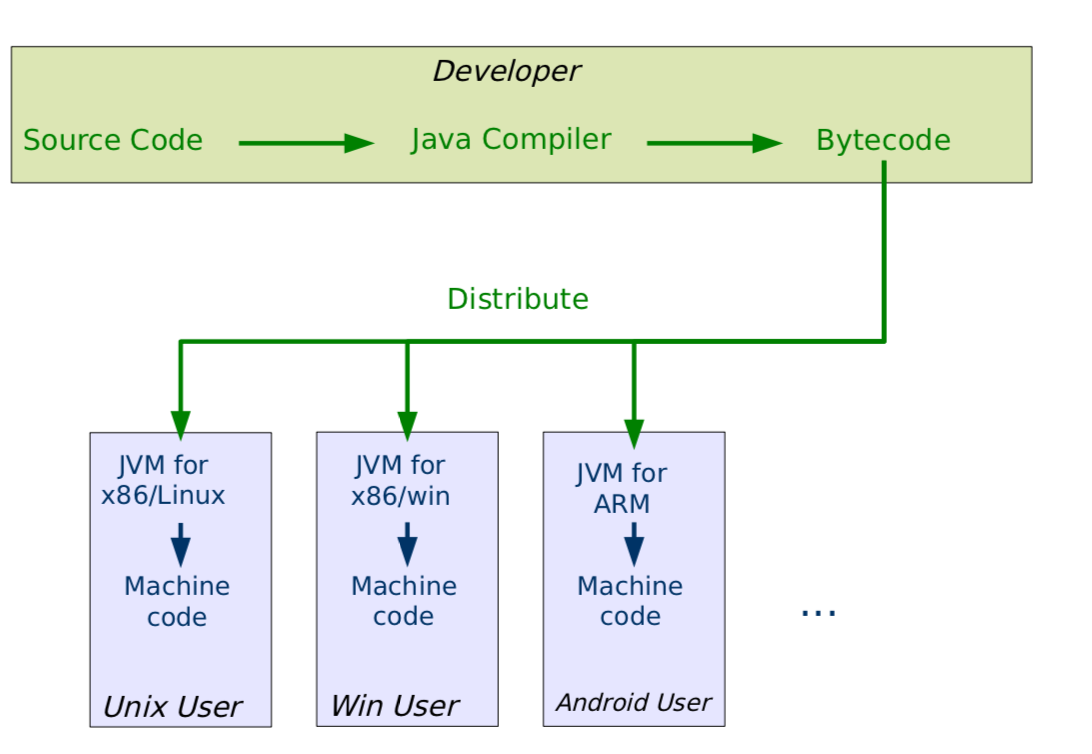 Developer
Source Code
Java Compiler
Bytecode
Distribute
JVM for
x86/Linux
Machine
code
Unix User
JVM for
x86/win
Machine
code
Win User
JVM for
ARM
Machine
code
Android User
...